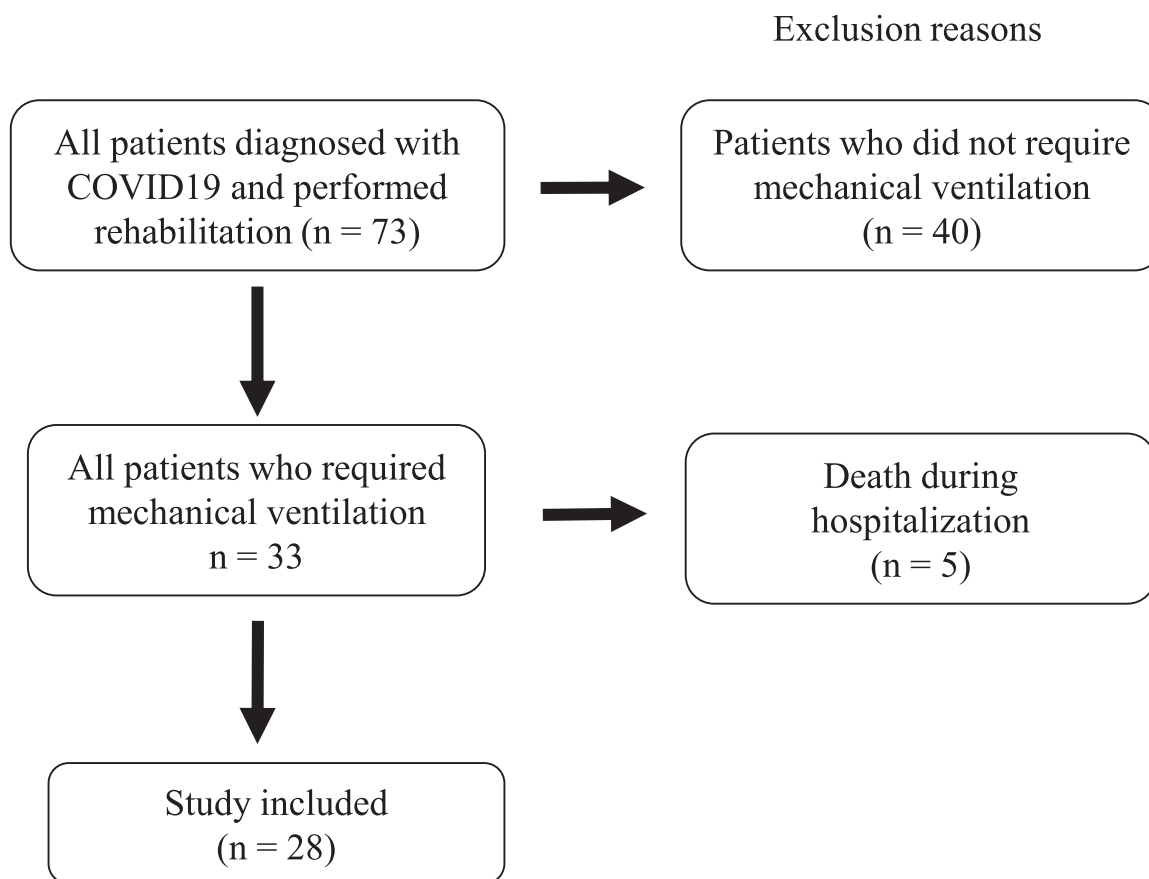 Exclusion reasons
All patients diagnosed with
COVID19 and performed
rehabilitation (n = 73)
Patients who did not require
mechanical ventilation
(n = 40)
All patients who required
mechanical ventilation
n = 33
Death during
hospitalization
(n = 5)
Study included
(n = 28)